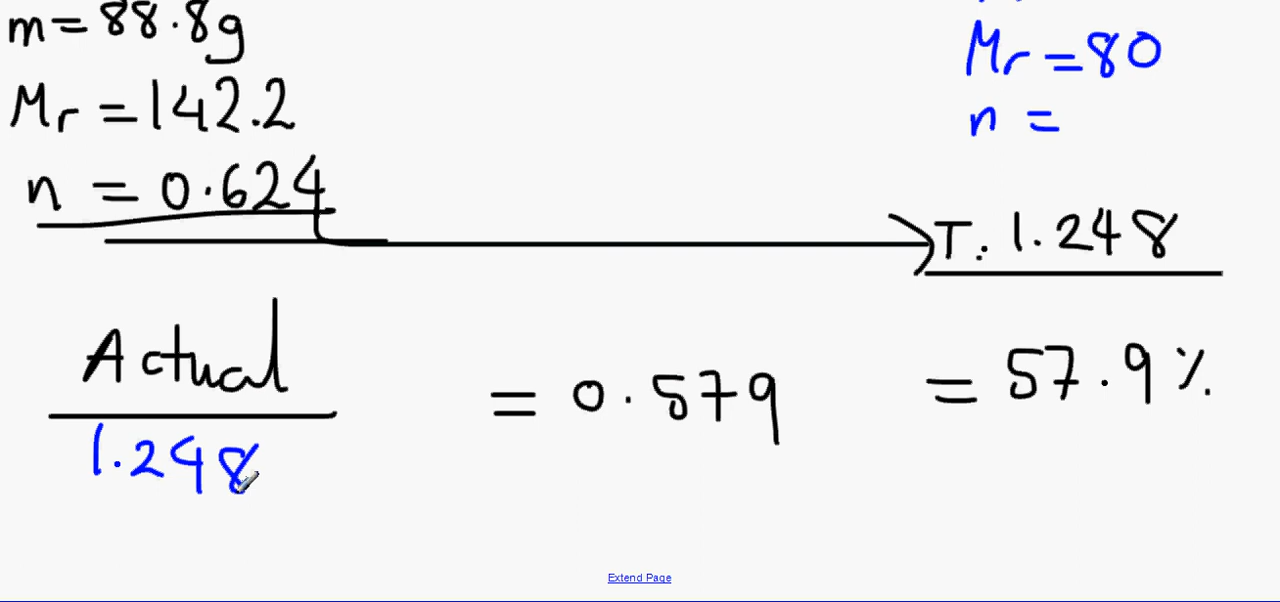 m = 88.8g
Mr = 142.2
n = 0.624
Mr = 80
n =
T: 1.248
Actual
1.248
= 0.579
= 57.9%
Extend Page